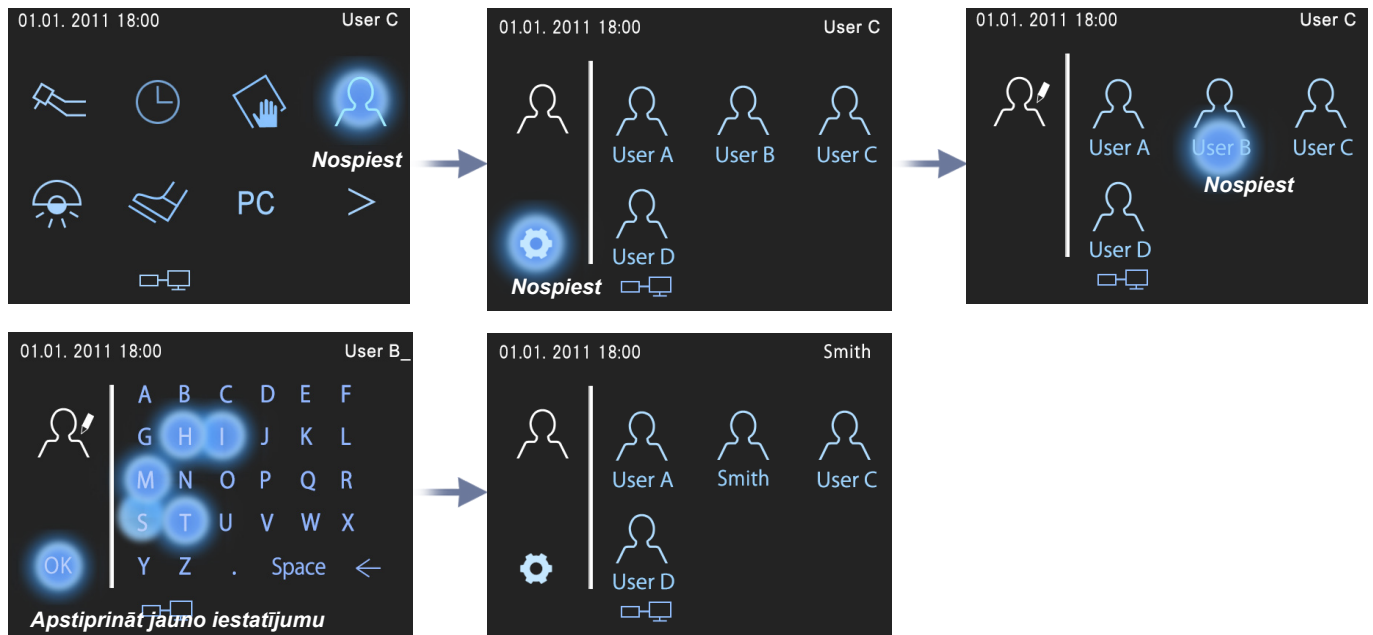 01.01. 2011 18:00 User C
Nospiest
PC >
01.01. 2011 18:00 User C
User A User B User C
User D
Nospiest
01.01. 2011 18:00 User C
User A User B User C
Nospiest
User D
01.01. 2011 18:00 User B_
A B C D E F
G H I J K L
M N O P Q R
S T U V W X
OK Y Z . Space ←
Apstiprināt jauno iestatījumu
01.01. 2011 18:00 Smith
User A Smith User C
User D